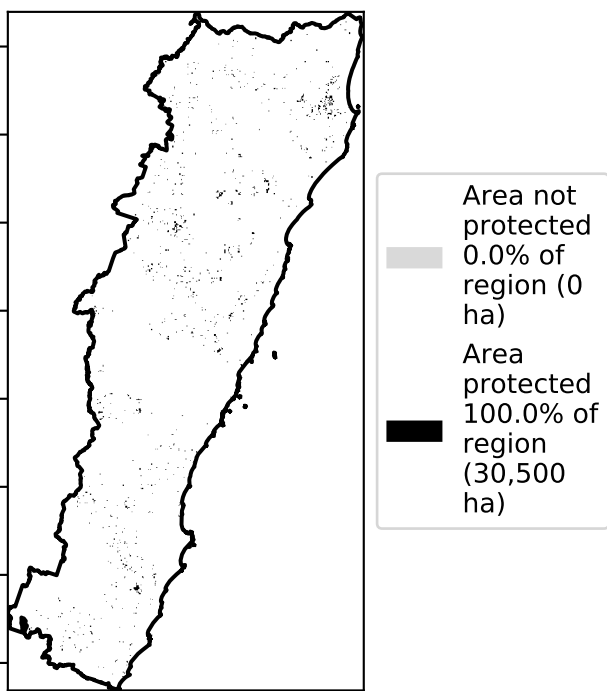 Area not
protected
0.0% of
region (0
ha)
Area
protected
100.0% of
region
(30,500
ha)